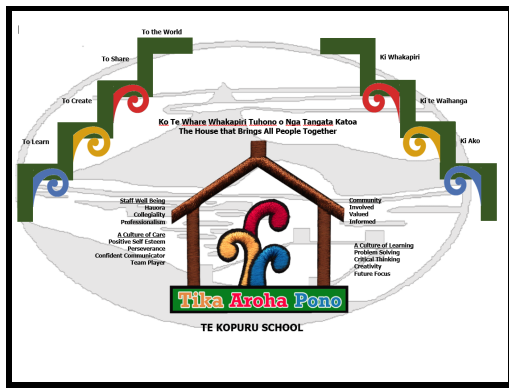 To the World
To Share
To Create
To Learn
Ki Whakapiri
Ki te Waihanga
Ki Ako
Ko Te Whare Whakapiri Tuhono o Nga Tangata Katoa
The House that Brings All People Together
Staff Well Being
Hauora
Collegiality
Professionalism
A Culture of Care
Positive Self Esteem
Perseverance
Confident Communicator
Team Player
Community
Involved
Valued
Informed
A Culture of Learning
Problem Solving
Critical Thinking
Creativity
Future Focus
Tika Aroha Pono
TE KOPURU SCHOOL